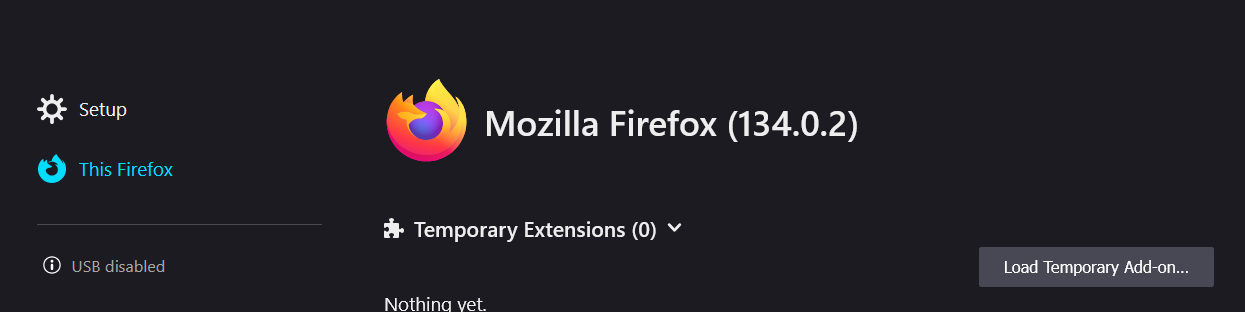 Setup
This Firefox
USB disabled
Mozilla Firefox (134.0.2)
Temporary Extensions (0)
Load Temporary Add-on...
Nothing yet.